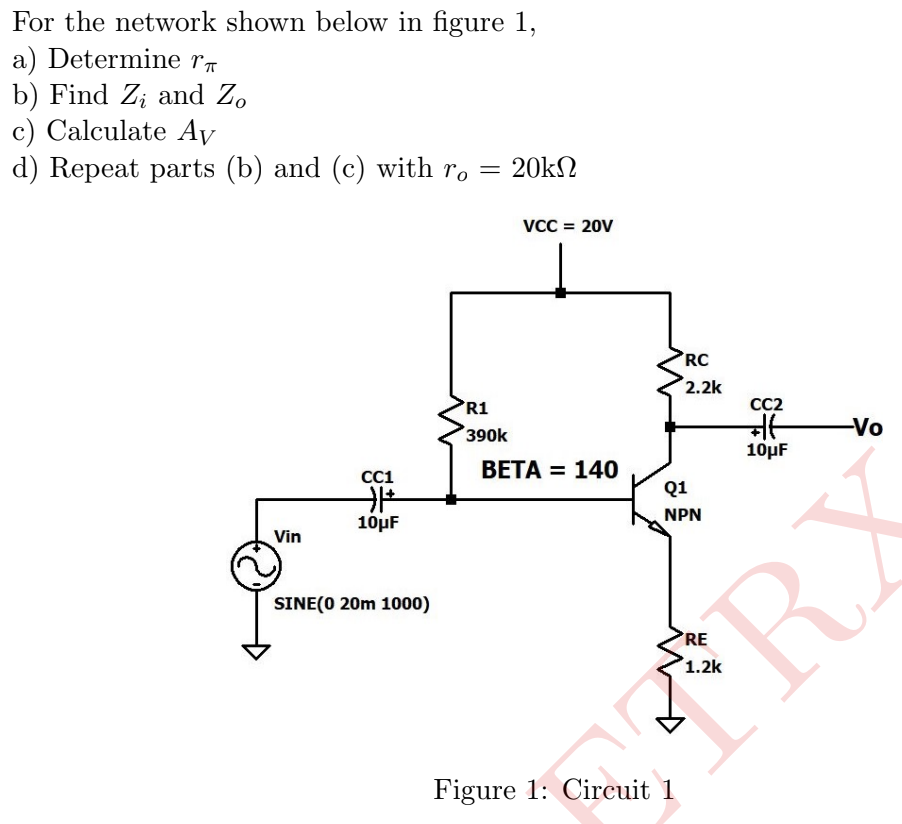 For the network shown below in figure 1,
a) Determine rπ
b) Find Zi and Zo
c) Calculate AV
d) Repeat parts (b) and (c) with ro = 20kΩ
VCC = 20V
RC
2.2k
CC2
Vo
10µF
R1
390k
BETA = 140
CC1
10µF
Q1
NPN
Vin
SINE(0 20m 1000)
RE
1.2k
ETRX
Figure 1: Circuit 1